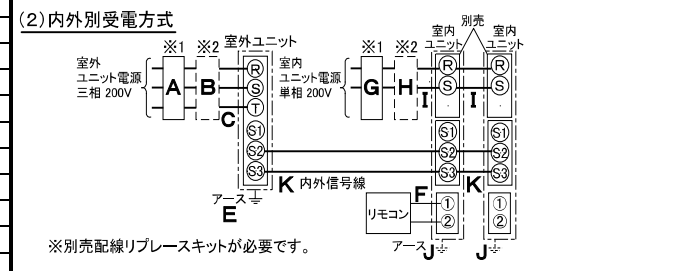 (2)内外別受電方式
別売
※1 ※2 室外ユニット ※1 ※2 室内ユニット 室内ユニット
室外ユニット電源 三相 200V
A B R S T
C
室内ユニット電源 単相 200V
G H R S R S
I I
S1 S1 S1
S2 S2 S2
S3 S3 S3
K 内外信号線 K
アース
E
リモコン F ① ①
② ②
アース J J
※別売配線リプレースキットが必要です。